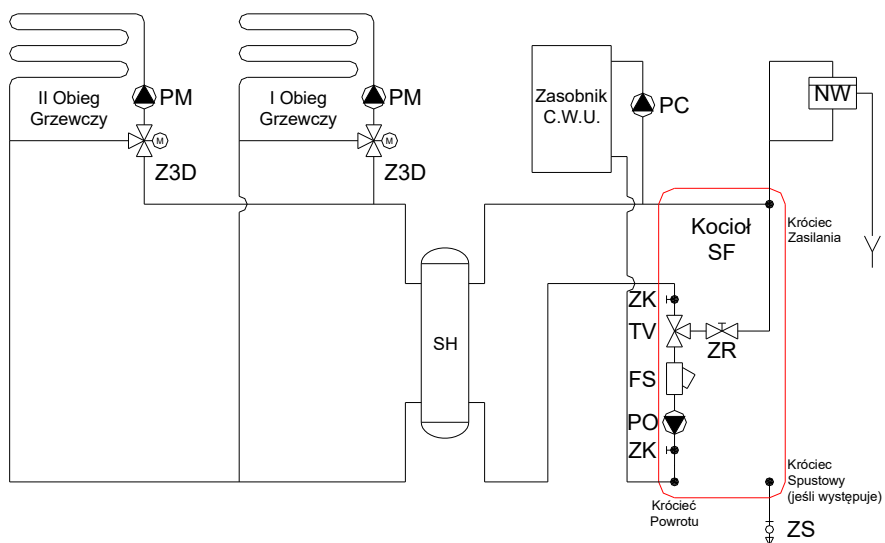 II Obieg
Grzewczy
PM
M
Z3D
I Obieg
Grzewczy
PM
M
Z3D
Zasobnik
C.W.U.
PC
NW
Kocioł
SF
Króciec
Zasilania
SH
ZK
TV
ZR
FS
PO
ZK
Krócieć
Powrotu
Króciec
Spustowy
(jeśli występuje)
ZS